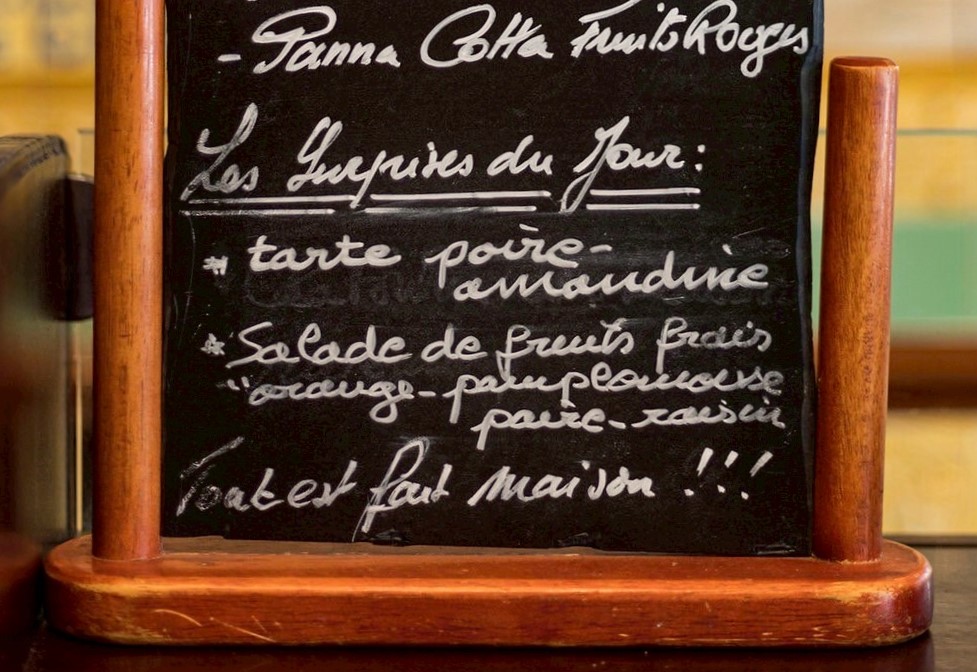 - Panna Cotta Fruits Rouges
Les Surprises du Jour:
* tarte poire-
amandine
* Salade de fruits frais
"orange-pamplemousse
poire-raisin
Tout est fait maison !!!